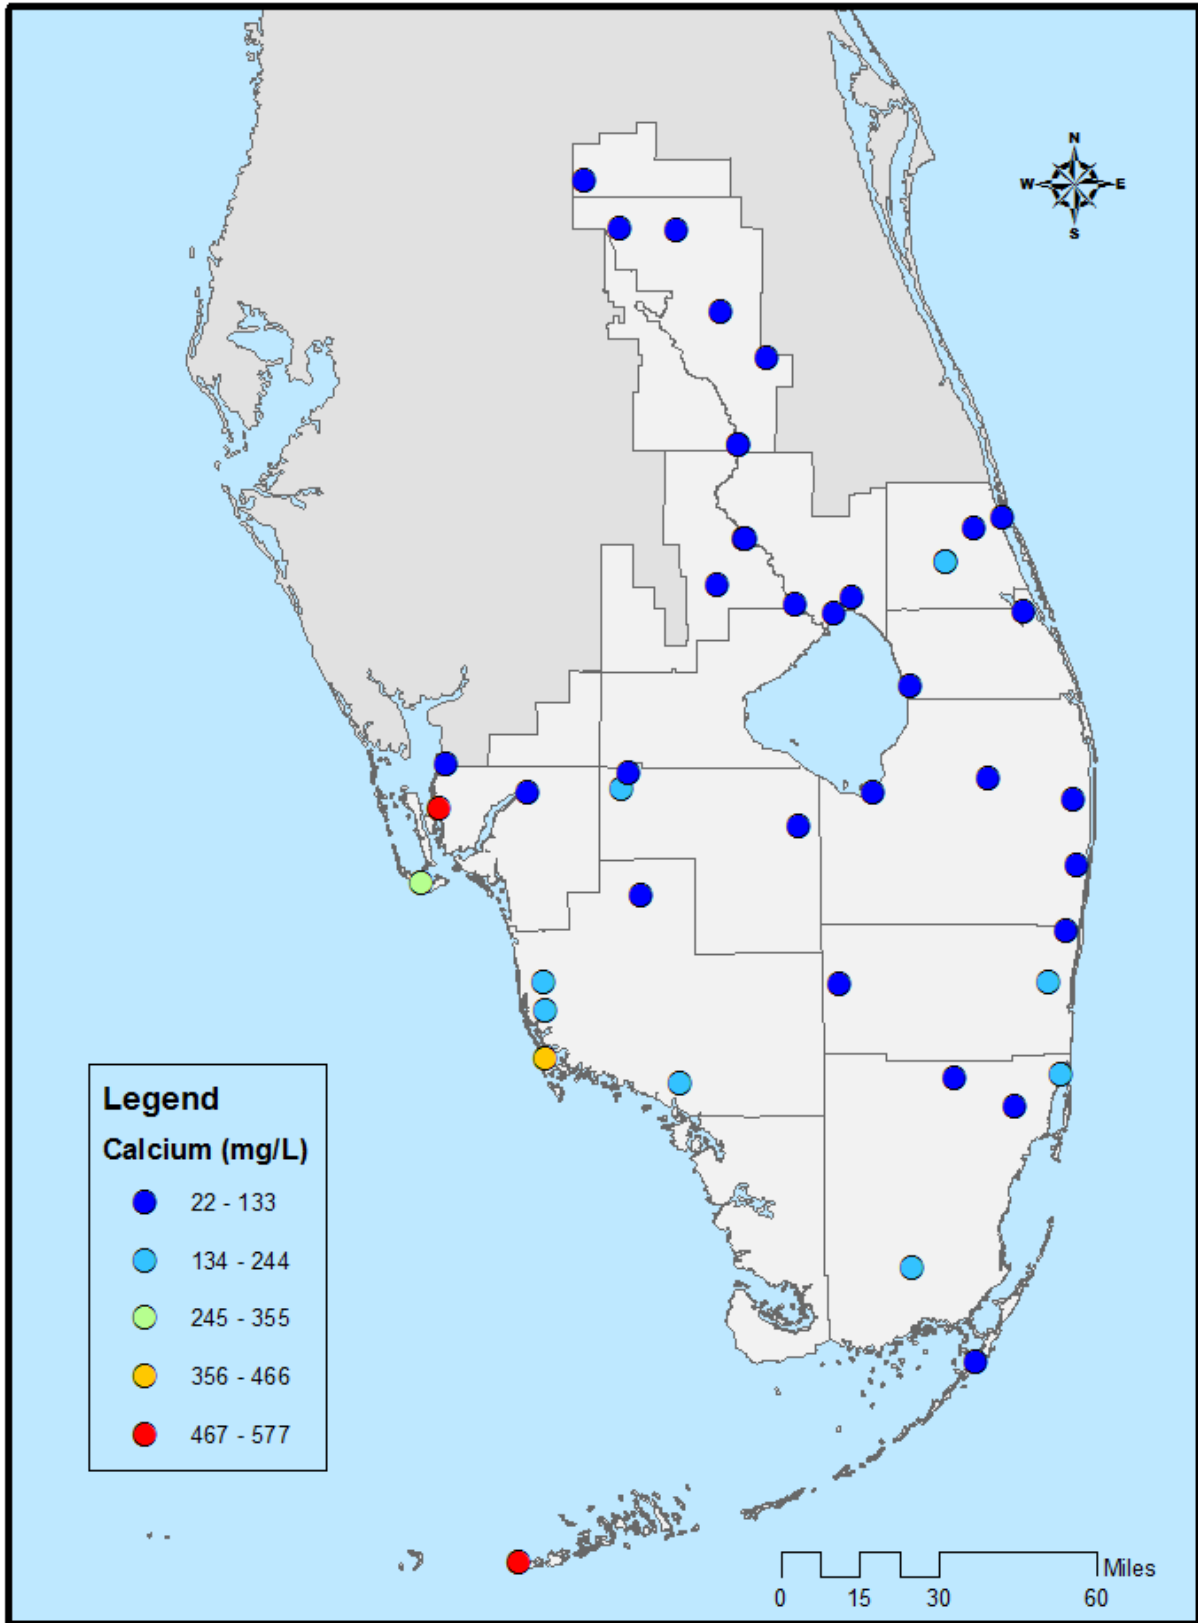 N
W E
S
Legend
Calcium (mg/L)
22 - 133
134 - 244
245 - 355
356 - 466
467 - 577
Miles
0 15 30 60